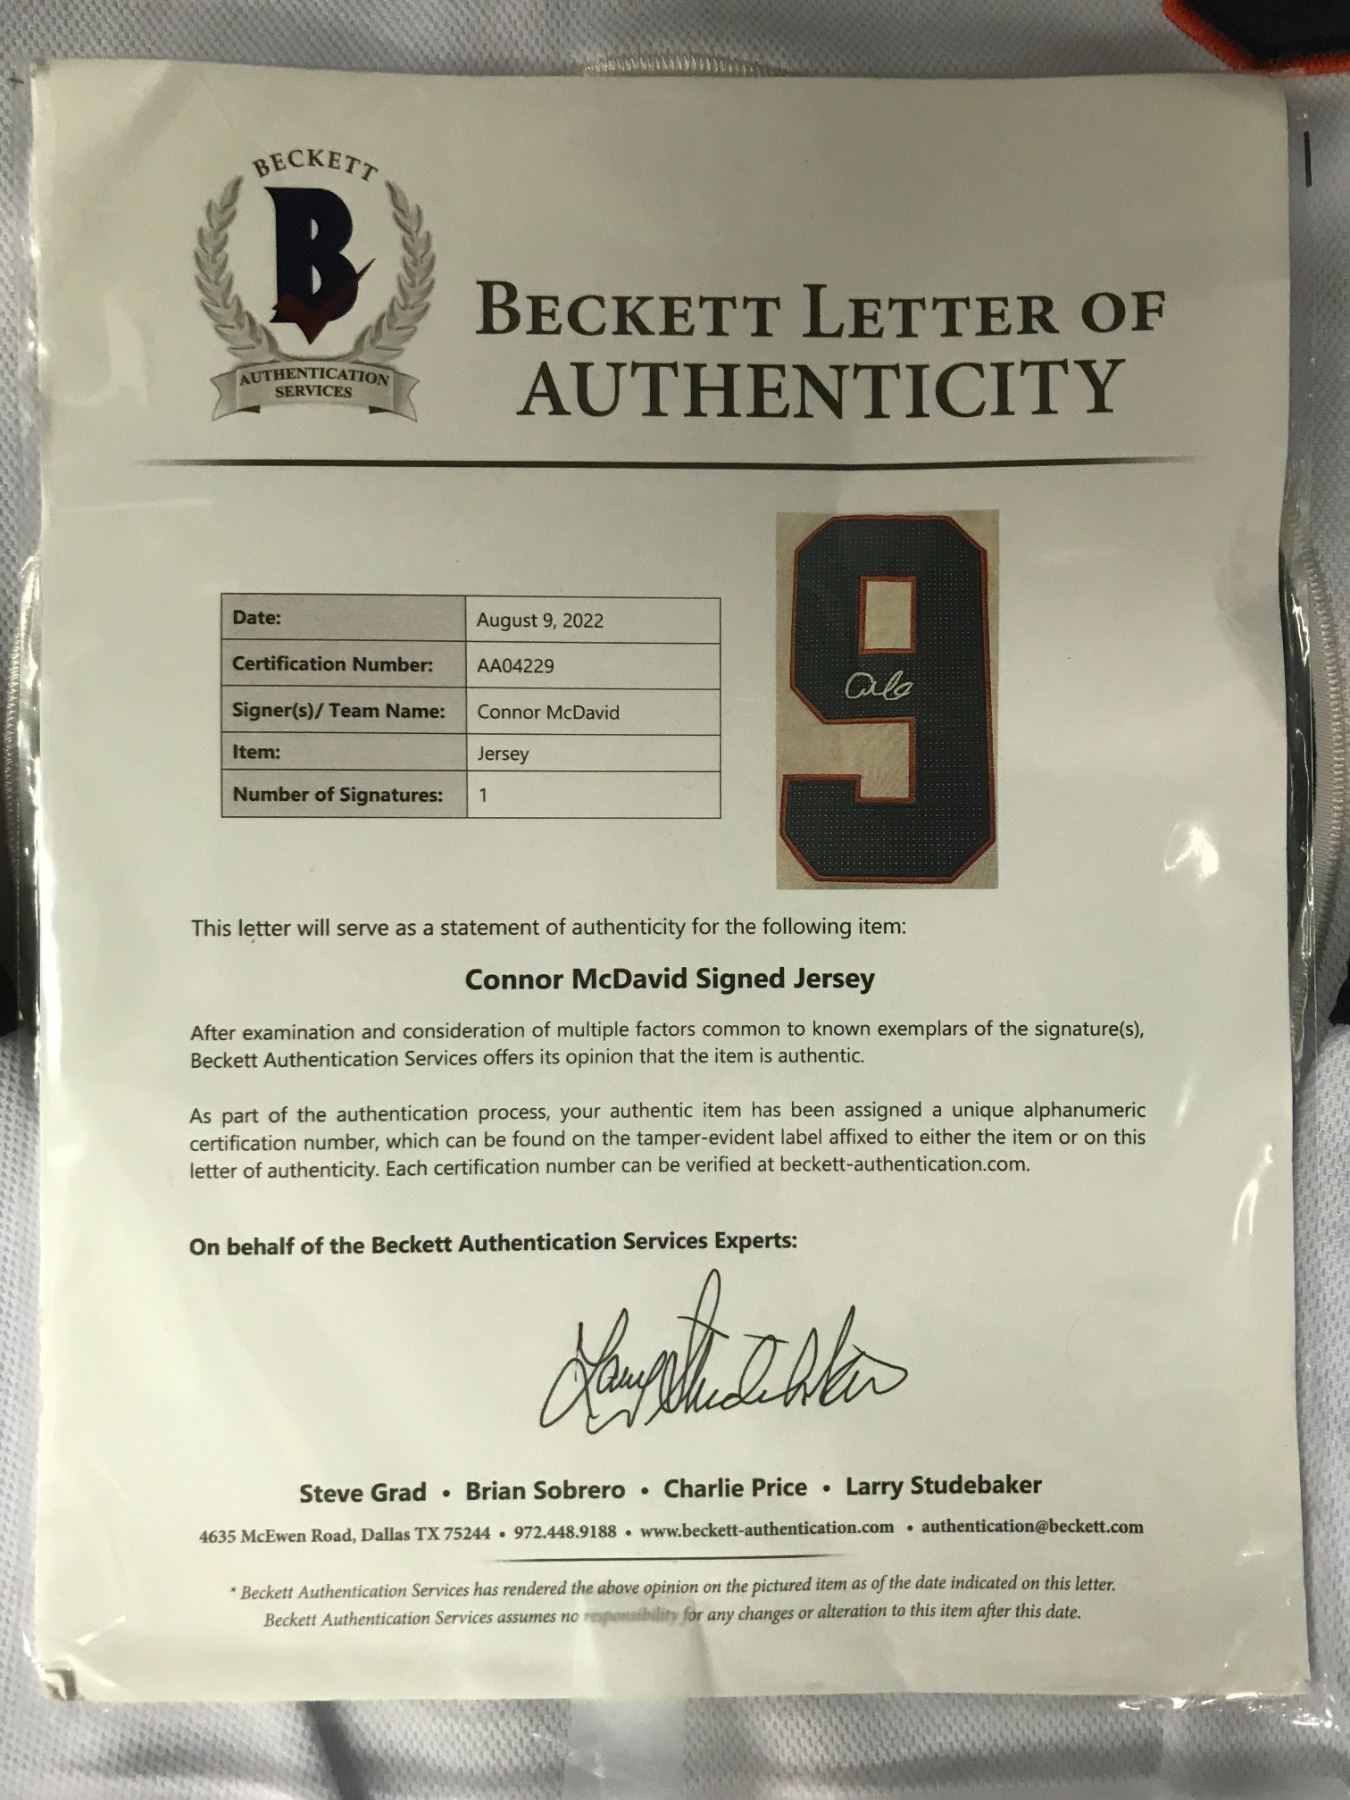 BECKETT
B
AUTHENTICATION
SERVICES
BECKETT LETTER OF
AUTHENTICITY
Date: August 9, 2022
Certification Number: AA04229
Signer(s)/ Team Name: Connor McDavid
Item: Jersey
Number of Signatures: 1
9
This letter will serve as a statement of authenticity for the following item:
Connor McDavid Signed Jersey
After examination and consideration of multiple factors common to known exemplars of the signature(s),
Beckett Authentication Services offers its opinion that the item is authentic.
As part of the authentication process, your authentic item has been assigned a unique alphanumeric
certification number, which can be found on the tamper-evident label affixed to either the item or on this
letter of authenticity. Each certification number can be verified at beckett-authentication.com.
On behalf of the Beckett Authentication Services Experts:
Larry Studebaker
Steve Grad • Brian Sobrero • Charlie Price • Larry Studebaker
4635 McEwen Road, Dallas TX 75244 • 972.448.9188 • www.beckett-authentication.com • authentication@beckett.com
* Beckett Authentication Services has rendered the above opinion on the pictured item as of the date indicated on this letter.
Beckett Authentication Services assumes no responsibility for any changes or alteration to this item after this date.